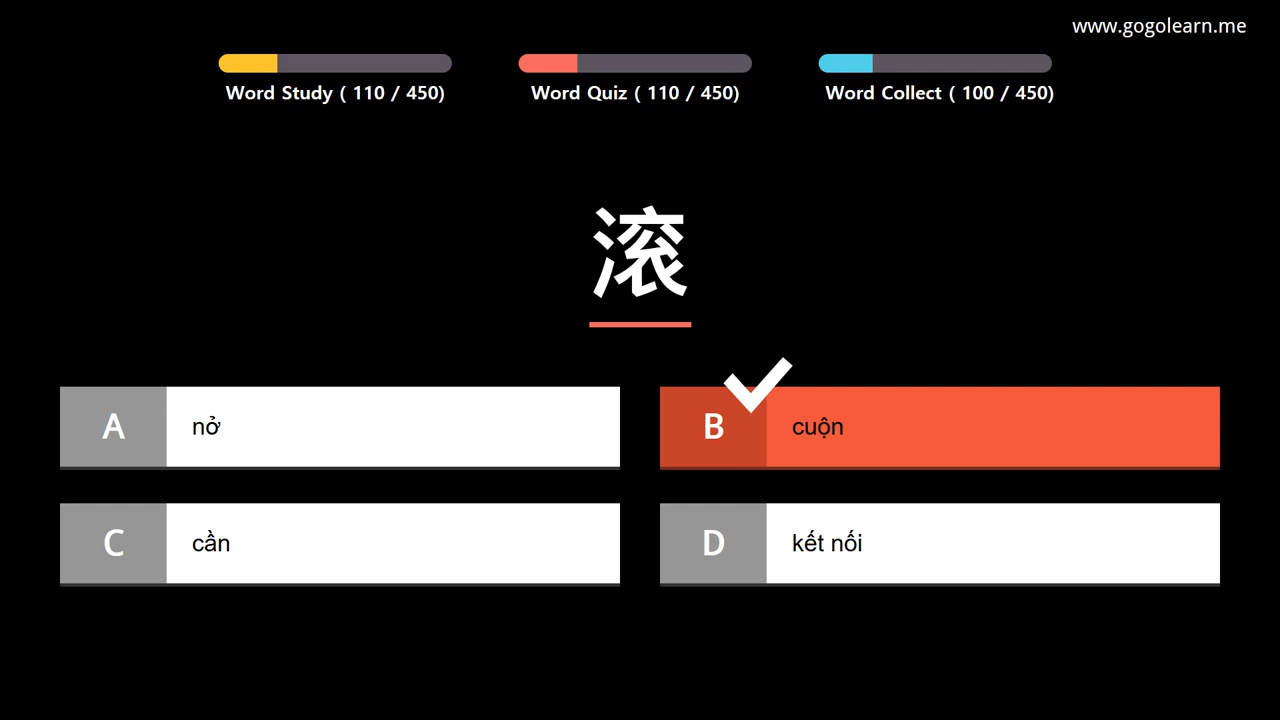 www.gogolearn.me
Word Study ( 110 / 450)
Word Quiz ( 110 / 450)
Word Collect ( 100 / 450)
滚
A nở
B cuộn
C cần
D kết nối